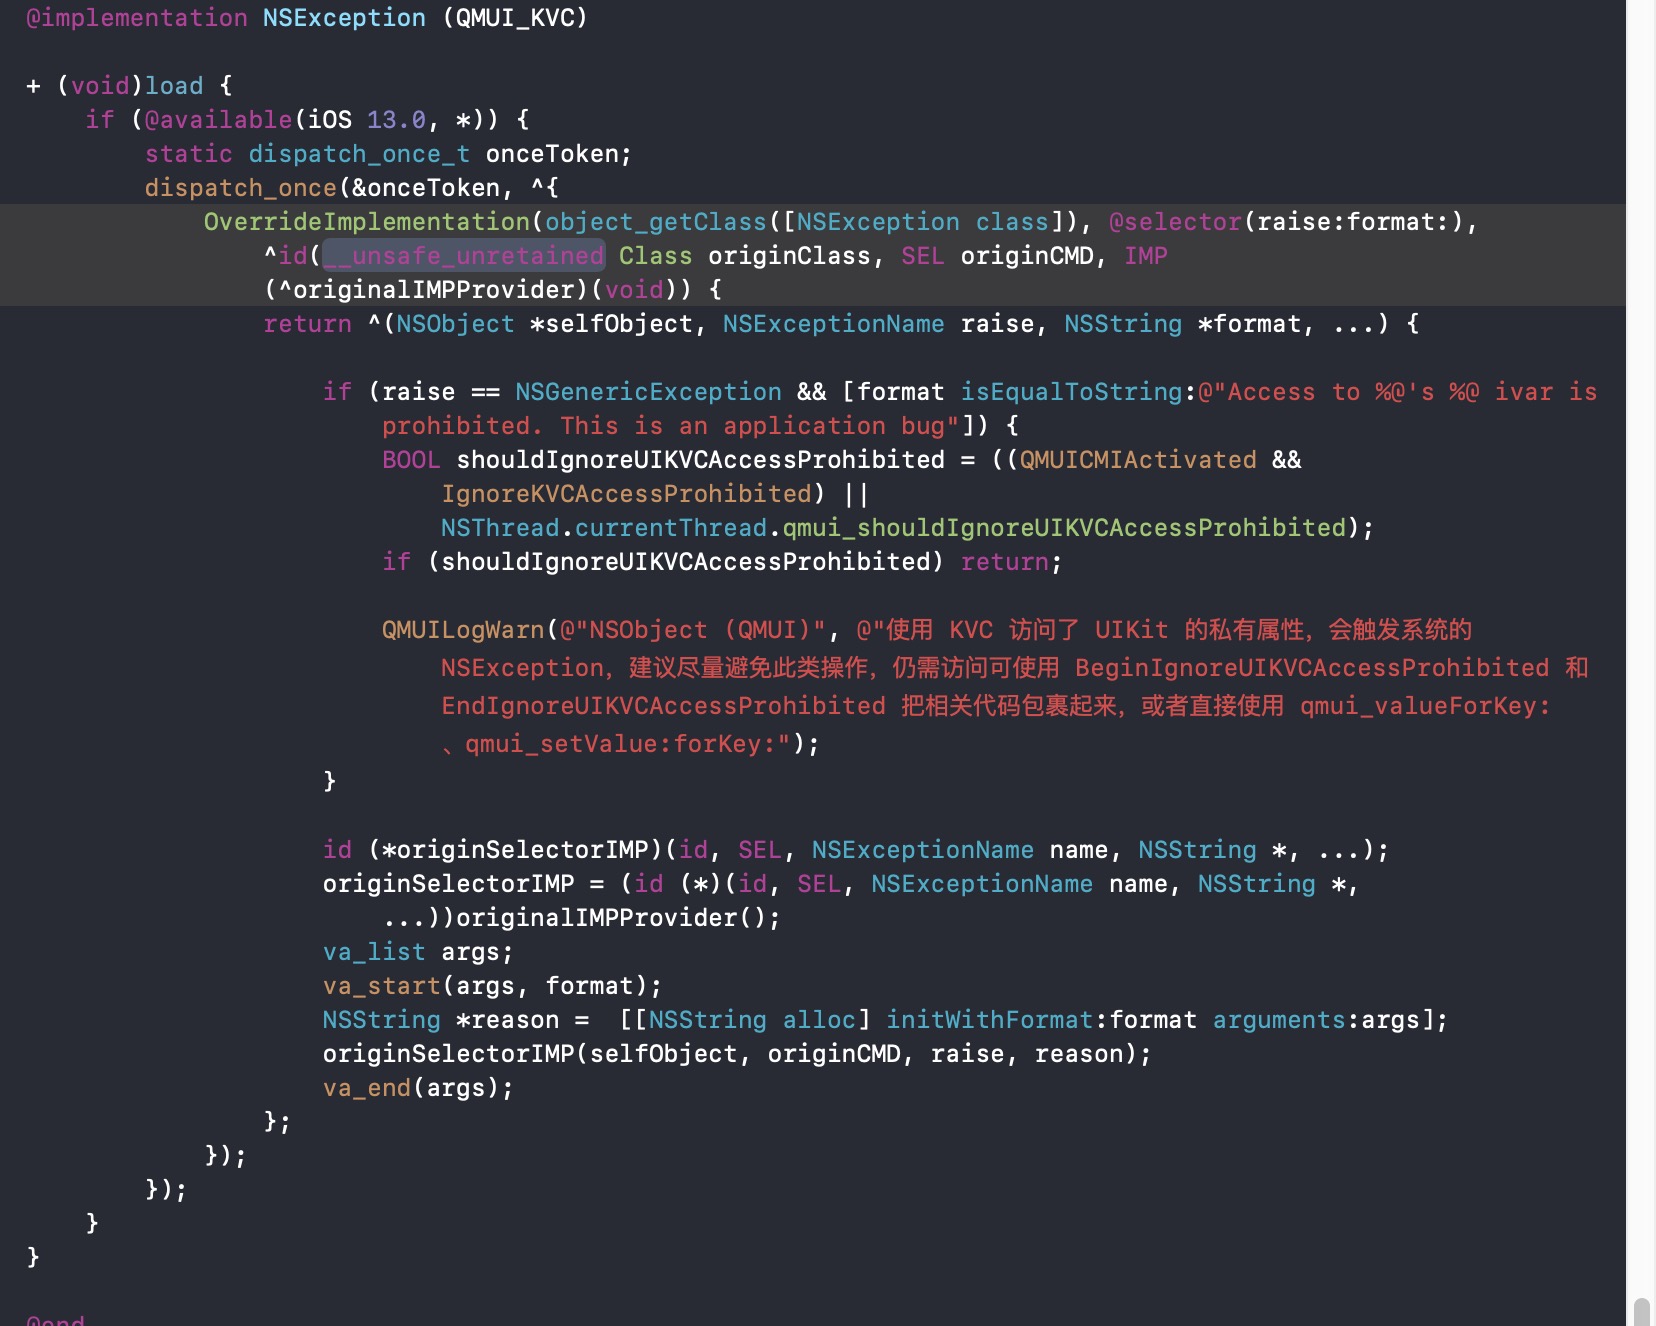 @implementation NSException (QMUI_KVC)
+ (void)load {
if (@available(iOS 13.0, *)) {
static dispatch_once_t onceToken;
dispatch_once(&onceToken, ^{
OverrideImplementation(object_getClass([NSException class]), @selector(raise:format:),
^id(__unsafe_unretained Class originClass, SEL originCMD, IMP
(^originalIMPProvider)(void)) {
return ^(NSObject *selfObject, NSExceptionName raise, NSString *format, ...) {
if (raise == NSGenericException && [format isEqualToString:@"Access to %@'s %@ ivar is
prohibited. This is an application bug"]) {
BOOL shouldIgnoreUIKVCAccessProhibited = ((QMUICMIActivated &&
IgnoreKVCAccessProhibited) ||
NSThread.currentThread.qmui_shouldIgnoreUIKVCAccessProhibited);
if (shouldIgnoreUIKVCAccessProhibited) return;
QMUILogWarn(@"NSObject (QMUI)", @"使用 KVC 访问了 UIKit 的私有属性，会触发系统的
NSException，建议尽量避免此类操作，仍需访问可使用 BeginIgnoreUIKVCAccessProhibited 和
EndIgnoreUIKVCAccessProhibited 把相关代码包裹起来，或者直接使用 qmui_valueForKey:
、qmui_setValue:forKey:");
}
id (*originSelectorIMP)(id, SEL, NSExceptionName name, NSString *, ...);
originSelectorIMP = (id (*)(id, SEL, NSExceptionName name, NSString *,
...))originalIMPProvider();
va_list args;
va_start(args, format);
NSString *reason =  [[NSString alloc] initWithFormat:format arguments:args];
originSelectorIMP(selfObject, originCMD, raise, reason);
va_end(args);
};
});
});
}
}
@end